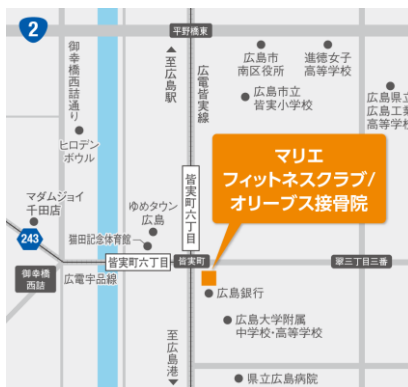 2
平野橋東
御幸橋西詰通り
至広島駅
広電皆実線
広島市
南区役所
進徳女子
高等学校
広島市立
皆実小学校
広島県立
広島工業
高等学校
ヒロデン
ボウル
マリエ
フィットネスクラブ/
オリーブス接骨院
皆実町六丁目
マダムジョイ
千田店
ゆめタウン
広島
243
猫田記念体育館
皆実町六丁目
皆実町
翠三丁目三番
御幸橋
西詰
広電宇品線
広島銀行
広島大学附属
中学校・高等学校
至広島港
県立広島病院